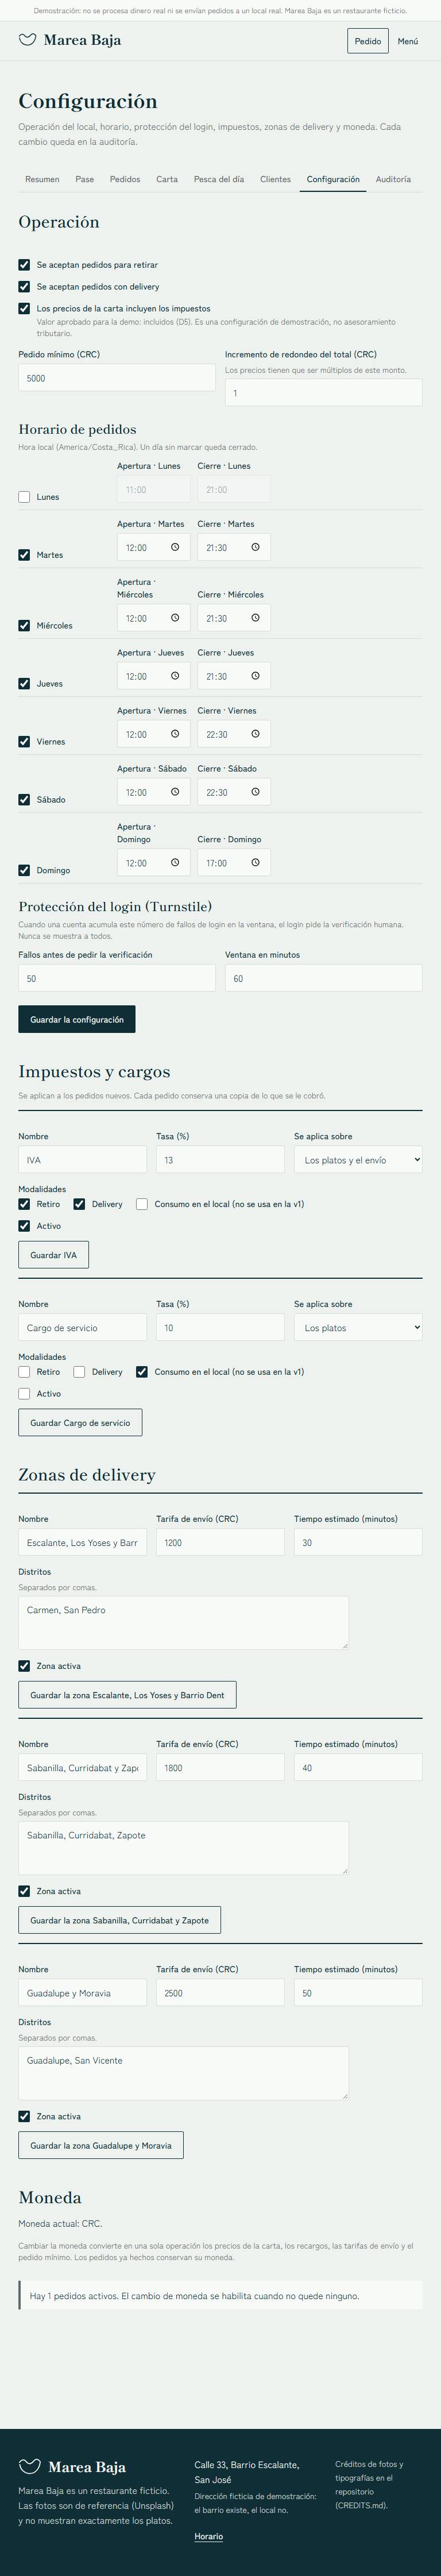 Demostración: no se procesa dinero real ni se envían pedidos a un local real. Marea Baja es un restaurante ficticio.
Marea Baja
Pedido
Menú
Configuración
Operación del local, horario, protección del login, impuestos, zonas de delivery y moneda. Cada
cambio queda en la auditoría.
Resumen Pase Pedidos Carta Pesca del día Clientes Configuración Auditoría
Operación
Se aceptan pedidos para retirar
Se aceptan pedidos con delivery
Los precios de la carta incluyen los impuestos
Valor aprobado para la demo: incluidos (D5). Es una configuración de demostración, no asesoramiento
tributario.
Pedido mínimo (CRC)
5000
Incremento de redondeo del total (CRC)
Los precios tienen que ser múltiplos de este monto.
1
Horario de pedidos
Hora local (America/Costa_Rica). Un día sin marcar queda cerrado.
Apertura · Lunes Cierre · Lunes
Lunes 11:00 21:00
Apertura · Martes Cierre · Martes
Martes 12:00 21:30
Apertura ·
Miércoles Cierre · Miércoles
Miércoles 12:00 21:30
Apertura · Jueves Cierre · Jueves
Jueves 12:00 21:30
Apertura · Viernes Cierre · Viernes
Viernes 12:00 22:30
Apertura · Sábado Cierre · Sábado
Sábado 12:00 22:30
Apertura ·
Domingo Cierre · Domingo
Domingo 12:00 17:00
Protección del login (Turnstile)
Cuando una cuenta acumula este número de fallos de login en la ventana, el login pide la verificación humana.
Nunca se muestra a todos.
Fallos antes de pedir la verificación Ventana en minutos
50 60
Guardar la configuración
Impuestos y cargos
Se aplican a los pedidos nuevos. Cada pedido conserva una copia de lo que se le cobró.
Nombre Tasa (%) Se aplica sobre
IVA 13 Los platos y el envío
Modalidades
Retiro Delivery Consumo en el local (no se usa en la v1)
Activo
Guardar IVA
Nombre Tasa (%) Se aplica sobre
Cargo de servicio 10 Los platos
Modalidades
Retiro Delivery Consumo en el local (no se usa en la v1)
Activo
Guardar Cargo de servicio
Zonas de delivery
Nombre Tarifa de envío (CRC) Tiempo estimado (minutos)
Escalante, Los Yoses y Barr 1200 30
Distritos
Separados por comas.
Carmen, San Pedro
Zona activa
Guardar la zona Escalante, Los Yoses y Barrio Dent
Nombre Tarifa de envío (CRC) Tiempo estimado (minutos)
Sabanilla, Curridabat y Zapo 1800 40
Distritos
Separados por comas.
Sabanilla, Curridabat, Zapote
Zona activa
Guardar la zona Sabanilla, Curridabat y Zapote
Nombre Tarifa de envío (CRC) Tiempo estimado (minutos)
Guadalupe y Moravia 2500 50
Distritos
Separados por comas.
Guadalupe, San Vicente
Zona activa
Guardar la zona Guadalupe y Moravia
Moneda
Moneda actual: CRC.
Cambiar la moneda convierte en una sola operación los precios de la carta, los recargos, las tarifas de envío y el
pedido mínimo. Los pedidos ya hechos conservan su moneda.
Hay 1 pedidos activos. El cambio de moneda se habilita cuando no quede ninguno.
Marea Baja
Marea Baja es un restaurante ficticio.
Las fotos son de referencia (Unsplash)
y no muestran exactamente los platos.
Calle 33, Barrio Escalante,
San José
Dirección ficticia de demostración:
el barrio existe, el local no.
Horario
Créditos de fotos y
tipografías en el
repositorio
(CREDITS.md).